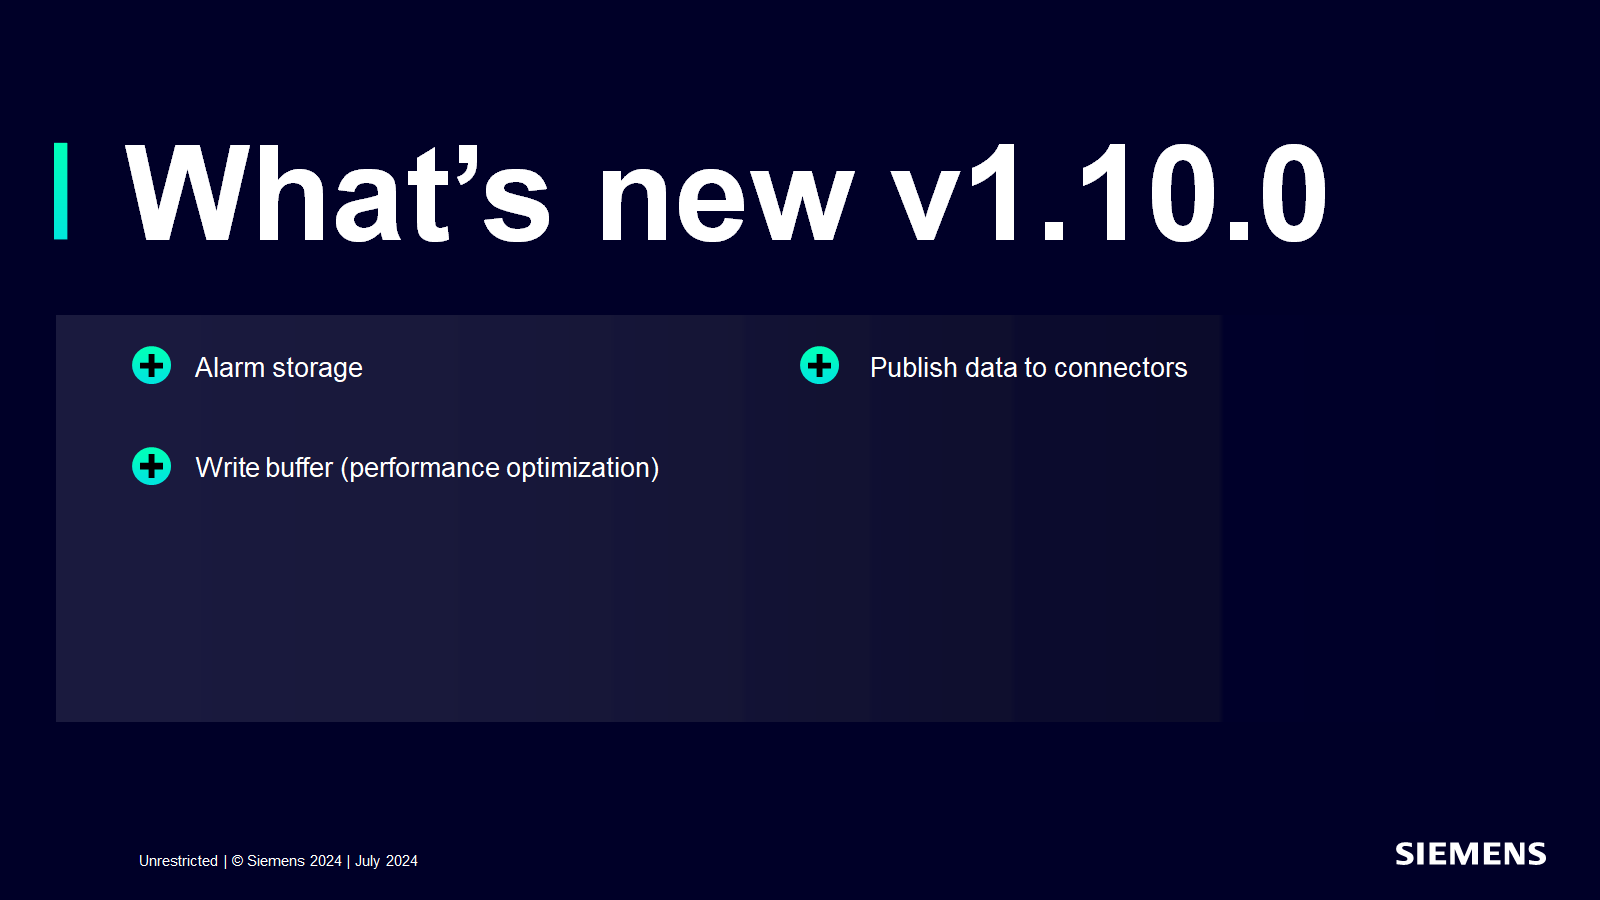 What’s new v1.10.0
Alarm storage
Publish data to connectors
Write buffer (performance optimization)
Unrestricted | © Siemens 2024 | July 2024
SIEMENS